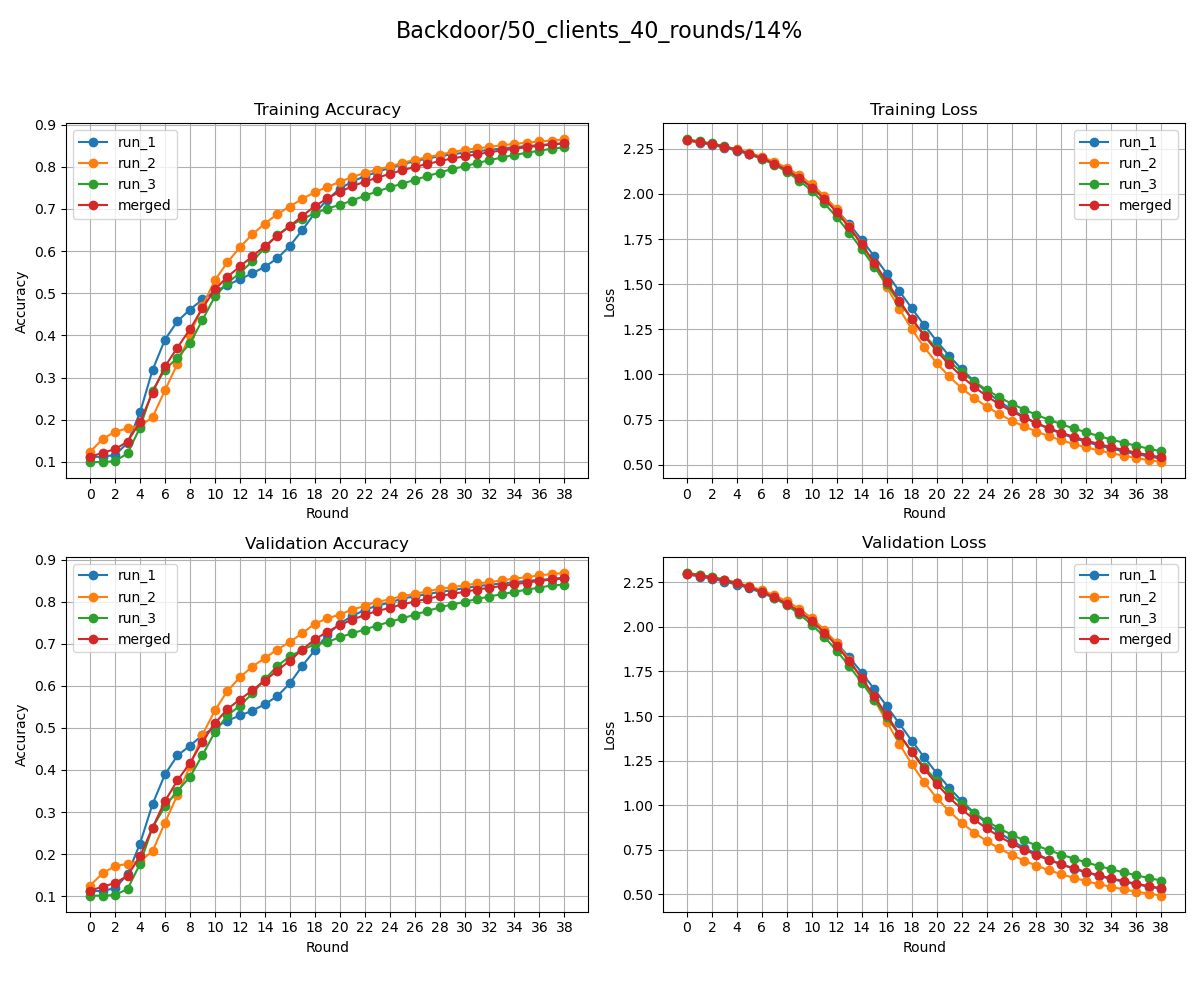 Backdoor/50_clients_40_rounds/14%
Training Accuracy
0.9
0.8
0.7
0.6
0.5
0.4
0.3
0.2
0.1
Accuracy
run_1
run_2
run_3
merged
0 2 4 6 8 10 12 14 16 18 20 22 24 26 28 30 32 34 36 38
Round
Training Loss
2.25
2.00
1.75
1.50
1.25
1.00
0.75
0.50
Loss
run_1
run_2
run_3
merged
0 2 4 6 8 10 12 14 16 18 20 22 24 26 28 30 32 34 36 38
Round
Validation Accuracy
0.9
0.8
0.7
0.6
0.5
0.4
0.3
0.2
0.1
Accuracy
run_1
run_2
run_3
merged
0 2 4 6 8 10 12 14 16 18 20 22 24 26 28 30 32 34 36 38
Round
Validation Loss
2.25
2.00
1.75
1.50
1.25
1.00
0.75
0.50
Loss
run_1
run_2
run_3
merged
0 2 4 6 8 10 12 14 16 18 20 22 24 26 28 30 32 34 36 38
Round